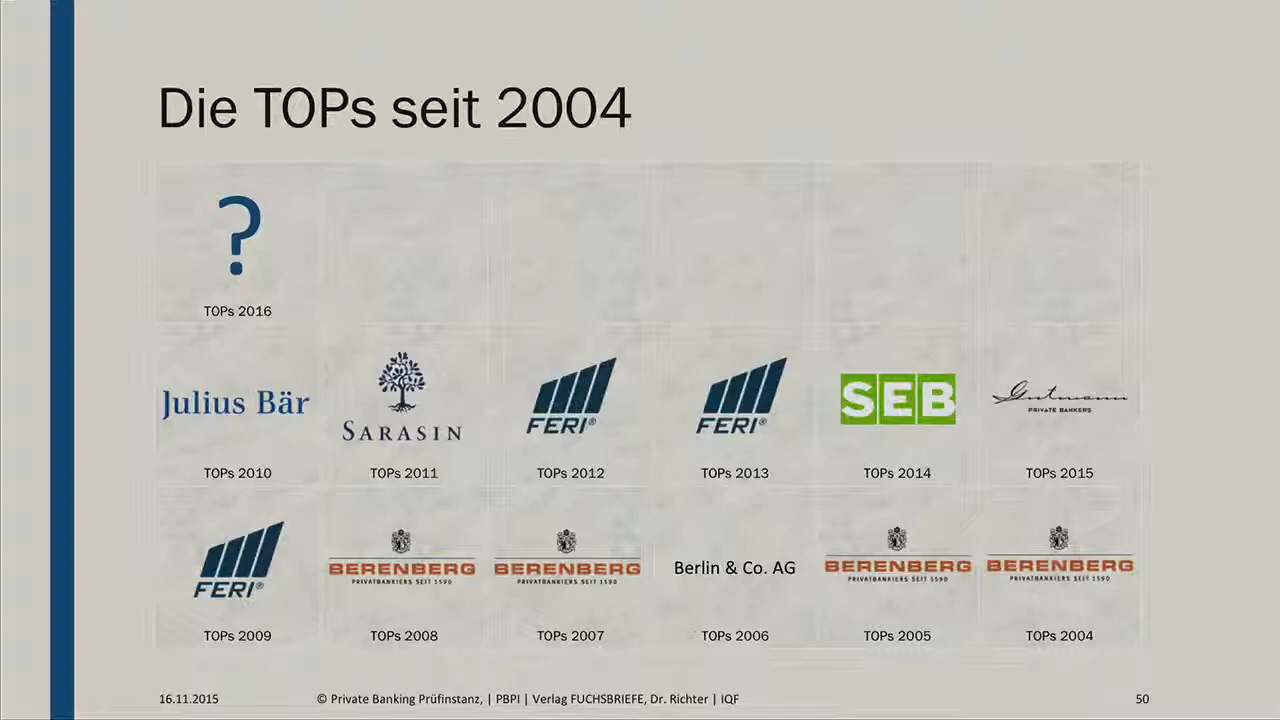 Die TOPs seit 2004
?
TOPs 2016
Julius Bär
SARASIN
FERI®
FERI®
SEB
Gutmann
PRIVATE BANKERS
TOPs 2010
TOPs 2011
TOPs 2012
TOPs 2013
TOPs 2014
TOPs 2015
FERI®
BERENBERG
PRIVATBANKIERS SEIT 1590
BERENBERG
PRIVATBANKIERS SEIT 1590
Berlin & Co. AG
BERENBERG
PRIVATBANKIERS SEIT 1590
BERENBERG
PRIVATBANKIERS SEIT 1590
TOPs 2009
TOPs 2008
TOPs 2007
TOPs 2006
TOPs 2005
TOPs 2004
16.11.2015
© Private Banking Prüfinstanz, | PBPI | Verlag FUCHSBRIEFE, Dr. Richter | IQF
50